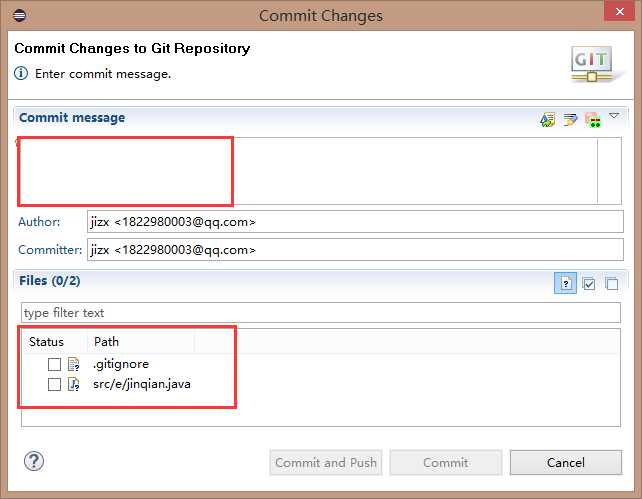 Commit Changes
Commit Changes to Git Repository
Enter commit message.
GIT
Commit message
Author: jizx <1822980003@qq.com>
Committer: jizx <1822980003@qq.com>
Files (0/2)
type filter text
Status Path
.gitignore
src/e/jinqian.java
Commit and Push Commit Cancel